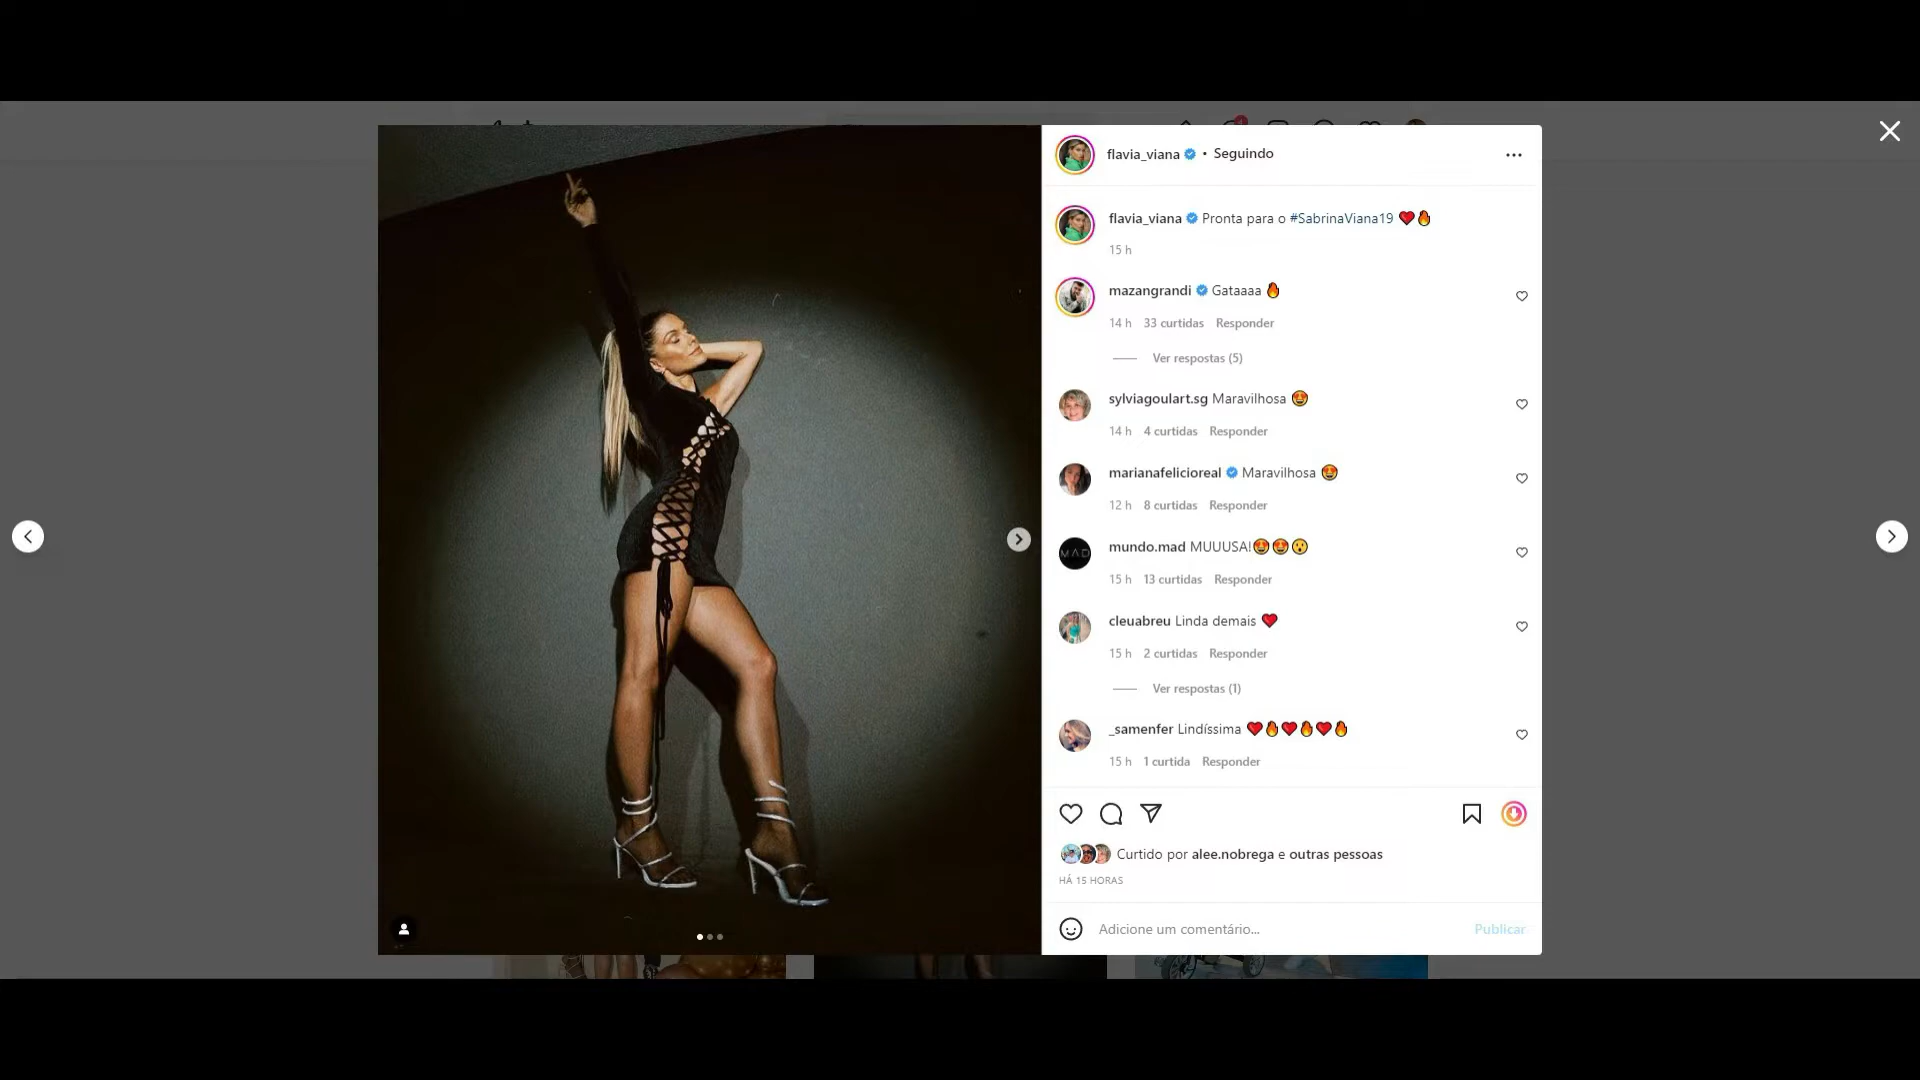 flavia_viana • Seguindo
flavia_viana Pronta para o #SabrinaViana19 ❤️🔥
15 h
mazangrandi Gataaaa 🔥
14 h 33 curtidas Responder
Ver respostas (5)
sylviagoulart.sg Maravilhosa 😍
14 h 4 curtidas Responder
marianafelicioreal Maravilhosa 😍
12 h 8 curtidas Responder
MAD
mundo.mad MUUUSA!😍😍😮
15 h 13 curtidas Responder
cleuabreu Linda demais ❤️
15 h 2 curtidas Responder
Ver respostas (1)
_samenfer Lindíssima ❤️🔥❤️🔥❤️🔥
15 h 1 curtida Responder
Curtido por alee.nobrega e outras pessoas
HÁ 15 HORAS
Adicione um comentário... Publicar